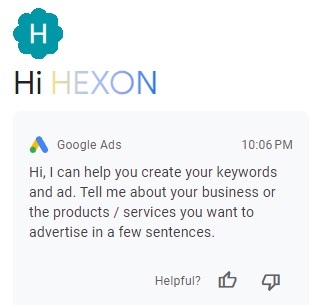 H
Hi HEXON
Google Ads 10:06 PM
Hi, I can help you create your keywords
and ad. Tell me about your business or
the products / services you want to
advertise in a few sentences.
Helpful?